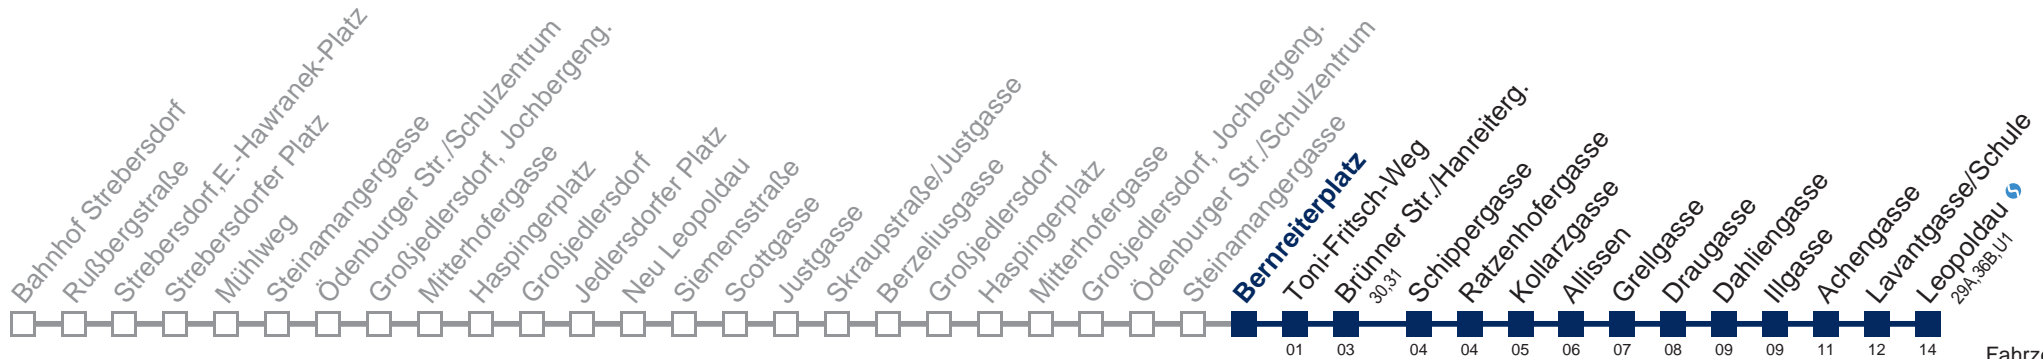 Bahnhof Strebersdorf
Rußbergstraße
Strebersdorf,E.-Hawranek-Platz
Strebersdorfer Platz
Mühlweg
Steinamangergasse
Ödenburger Str./Schulzentrum
Großjedlersdorf, Jochbergeng.
Mitterhofergasse
Haspingerplatz
Großjedlersdorf
Jedlersdorfer Platz
Neu Leopoldau
Siemensstraße
Scottgasse
Justgasse
Skraupstraße/Justgasse
Berzeliusgasse
Großjedlersdorf
Haspingerplatz
Mitterhofergasse
Großjedlersdorf, Jochbergeng.
Ödenburger Str./Schulzentrum
Steinamangergasse
Bernreiterplatz
Toni-Fritsch-Weg
Brünner Str./Hanreiterg.
30,31
Schippergasse
Ratzenhofergasse
Kollarzgasse
Allissen
Grellgasse
Draugasse
Dahliengasse
Illgasse
Achengasse
Lavantgasse/Schule
Leopoldau
29A,36B,U1
01 03 04 04 05 06 07 08 09 09 11 12 14